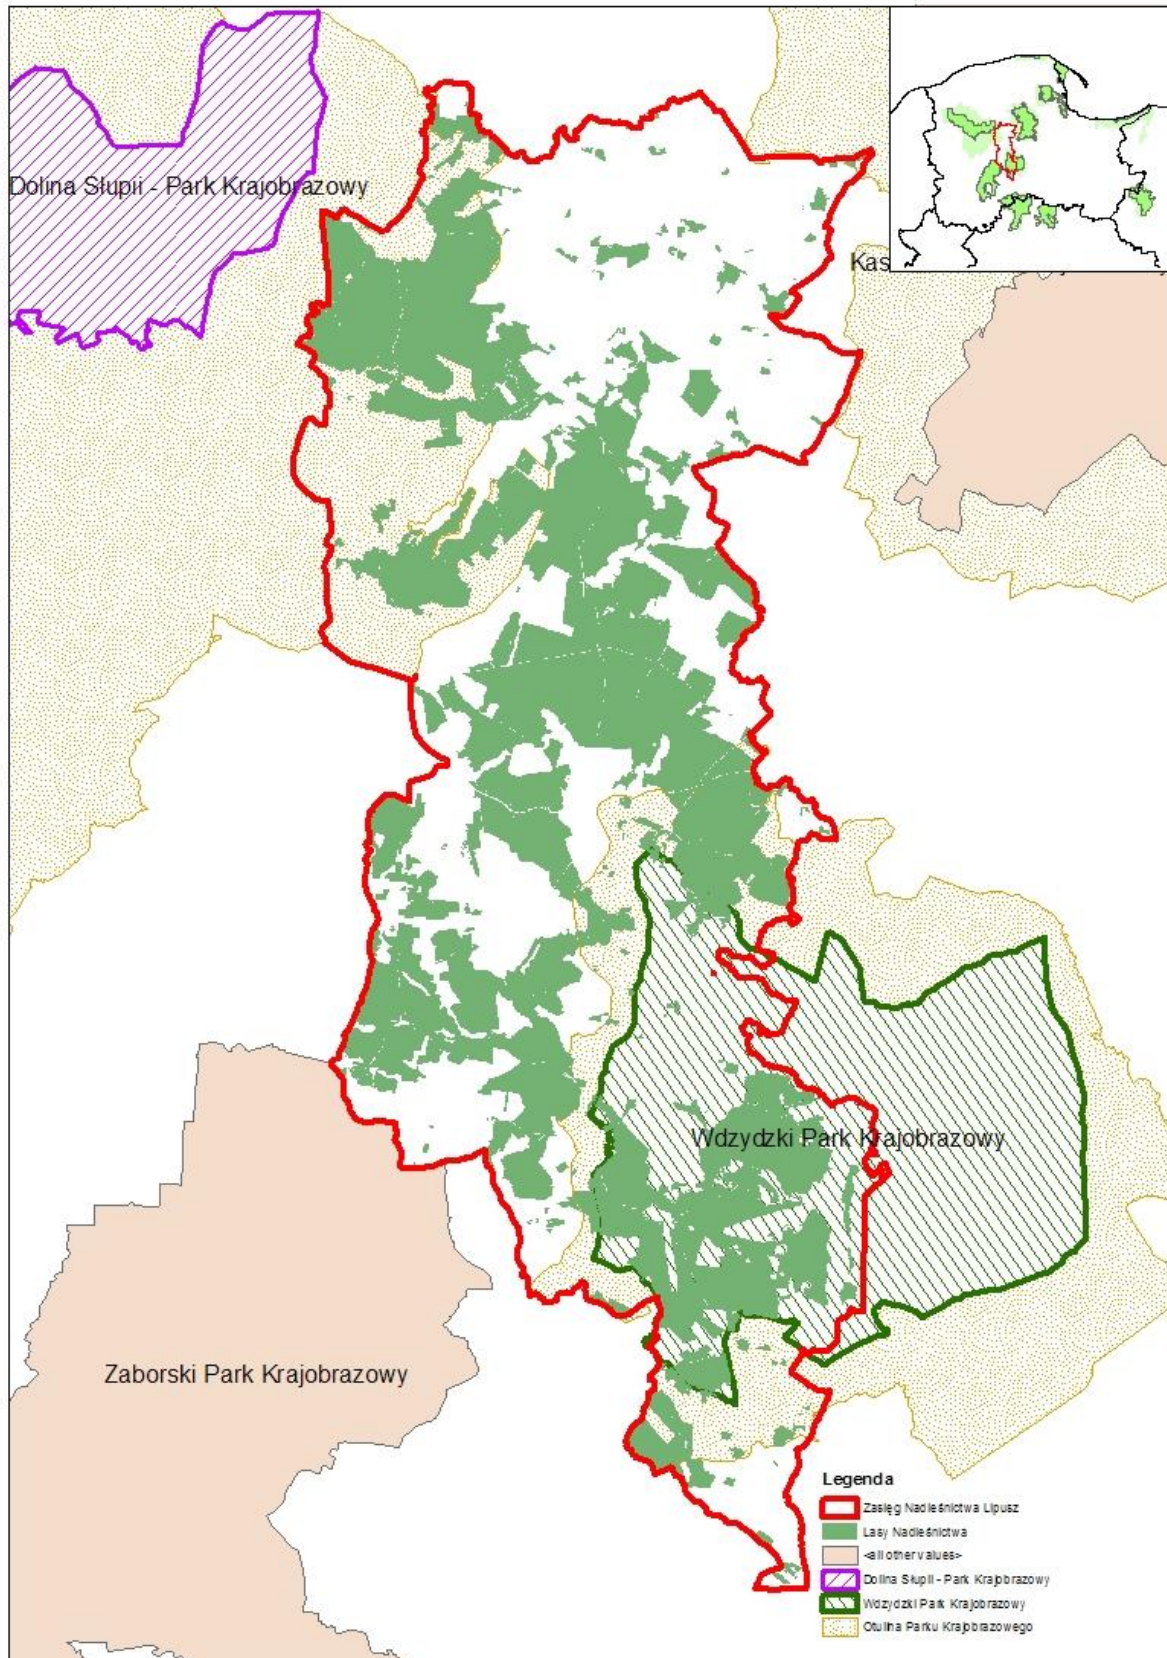 Dolina Słupii - Park Krajobrazowy
Kas
Wdzydzki Park Krajobrazowy
Zaborski Park Krajobrazowy
Legenda
Zasięg Nadleśnictwa Lipusz
Lasy Nadleśnictwa
<all other values>
Dolina Słupii - Park Krajobrazowy
Wdzydzki Park Krajobrazowy
Otulina Parku Krajobrazowego